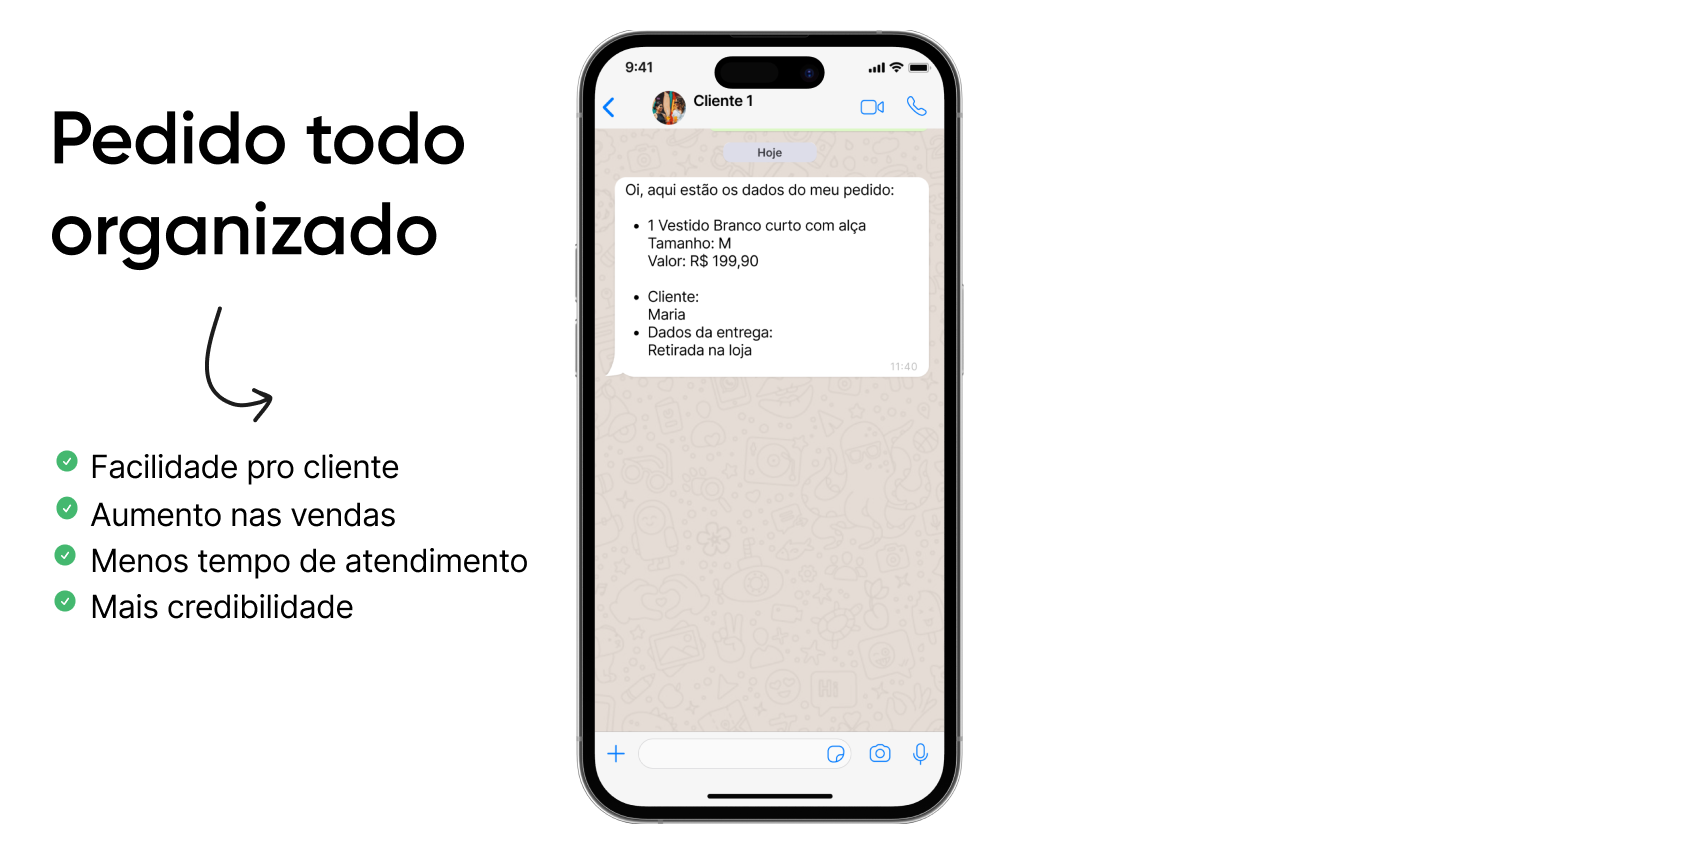 Pedido todo
organizado
Facilidade pro cliente
Aumento nas vendas
Menos tempo de atendimento
Mais credibilidade
9:41
Cliente 1
Hoje
Oi, aqui estão os dados do meu pedido:
• 1 Vestido Branco curto com alça
Tamanho: M
Valor: R$ 199,90
• Cliente:
Maria
• Dados da entrega:
Retirada na loja
11:40